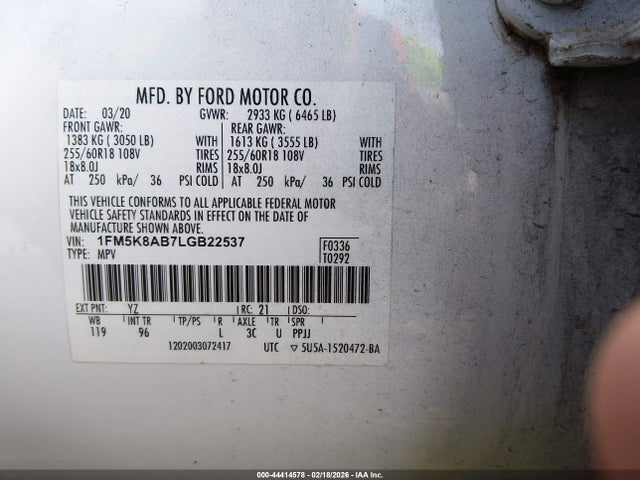 MFD. BY FORD MOTOR CO.
DATE: 03/20 GVWR: 2933 KG ( 6465 LB)
FRONT GAWR: REAR GAWR:
1383 KG ( 3050 LB) WITH 1613 KG ( 3555 LB) WITH
255/60R18 108V TIRES 255/60R18 108V TIRES
18x8.0J RIMS 18x8.0J RIMS
AT 250 kPa/ 36 PSI COLD AT 250 kPa/ 36 PSI COLD
THIS VEHICLE CONFORMS TO ALL APPLICABLE FEDERAL MOTOR
VEHICLE SAFETY STANDARDS IN EFFECT ON THE DATE OF
MANUFACTURE SHOWN ABOVE.
VIN: 1FM5K8AB7LGB22537 F0336
TYPE: MPV T0292
EXT PNT: YZ RC: 21 DSO:
WB INT TR TP/PS R AXLE TR SPR
119 96 L 3C U PPJJ
1202003072417 UTC ▽ 5U5A-1520472-BA
000-44414578 - 02/18/2026 - IAA Inc.